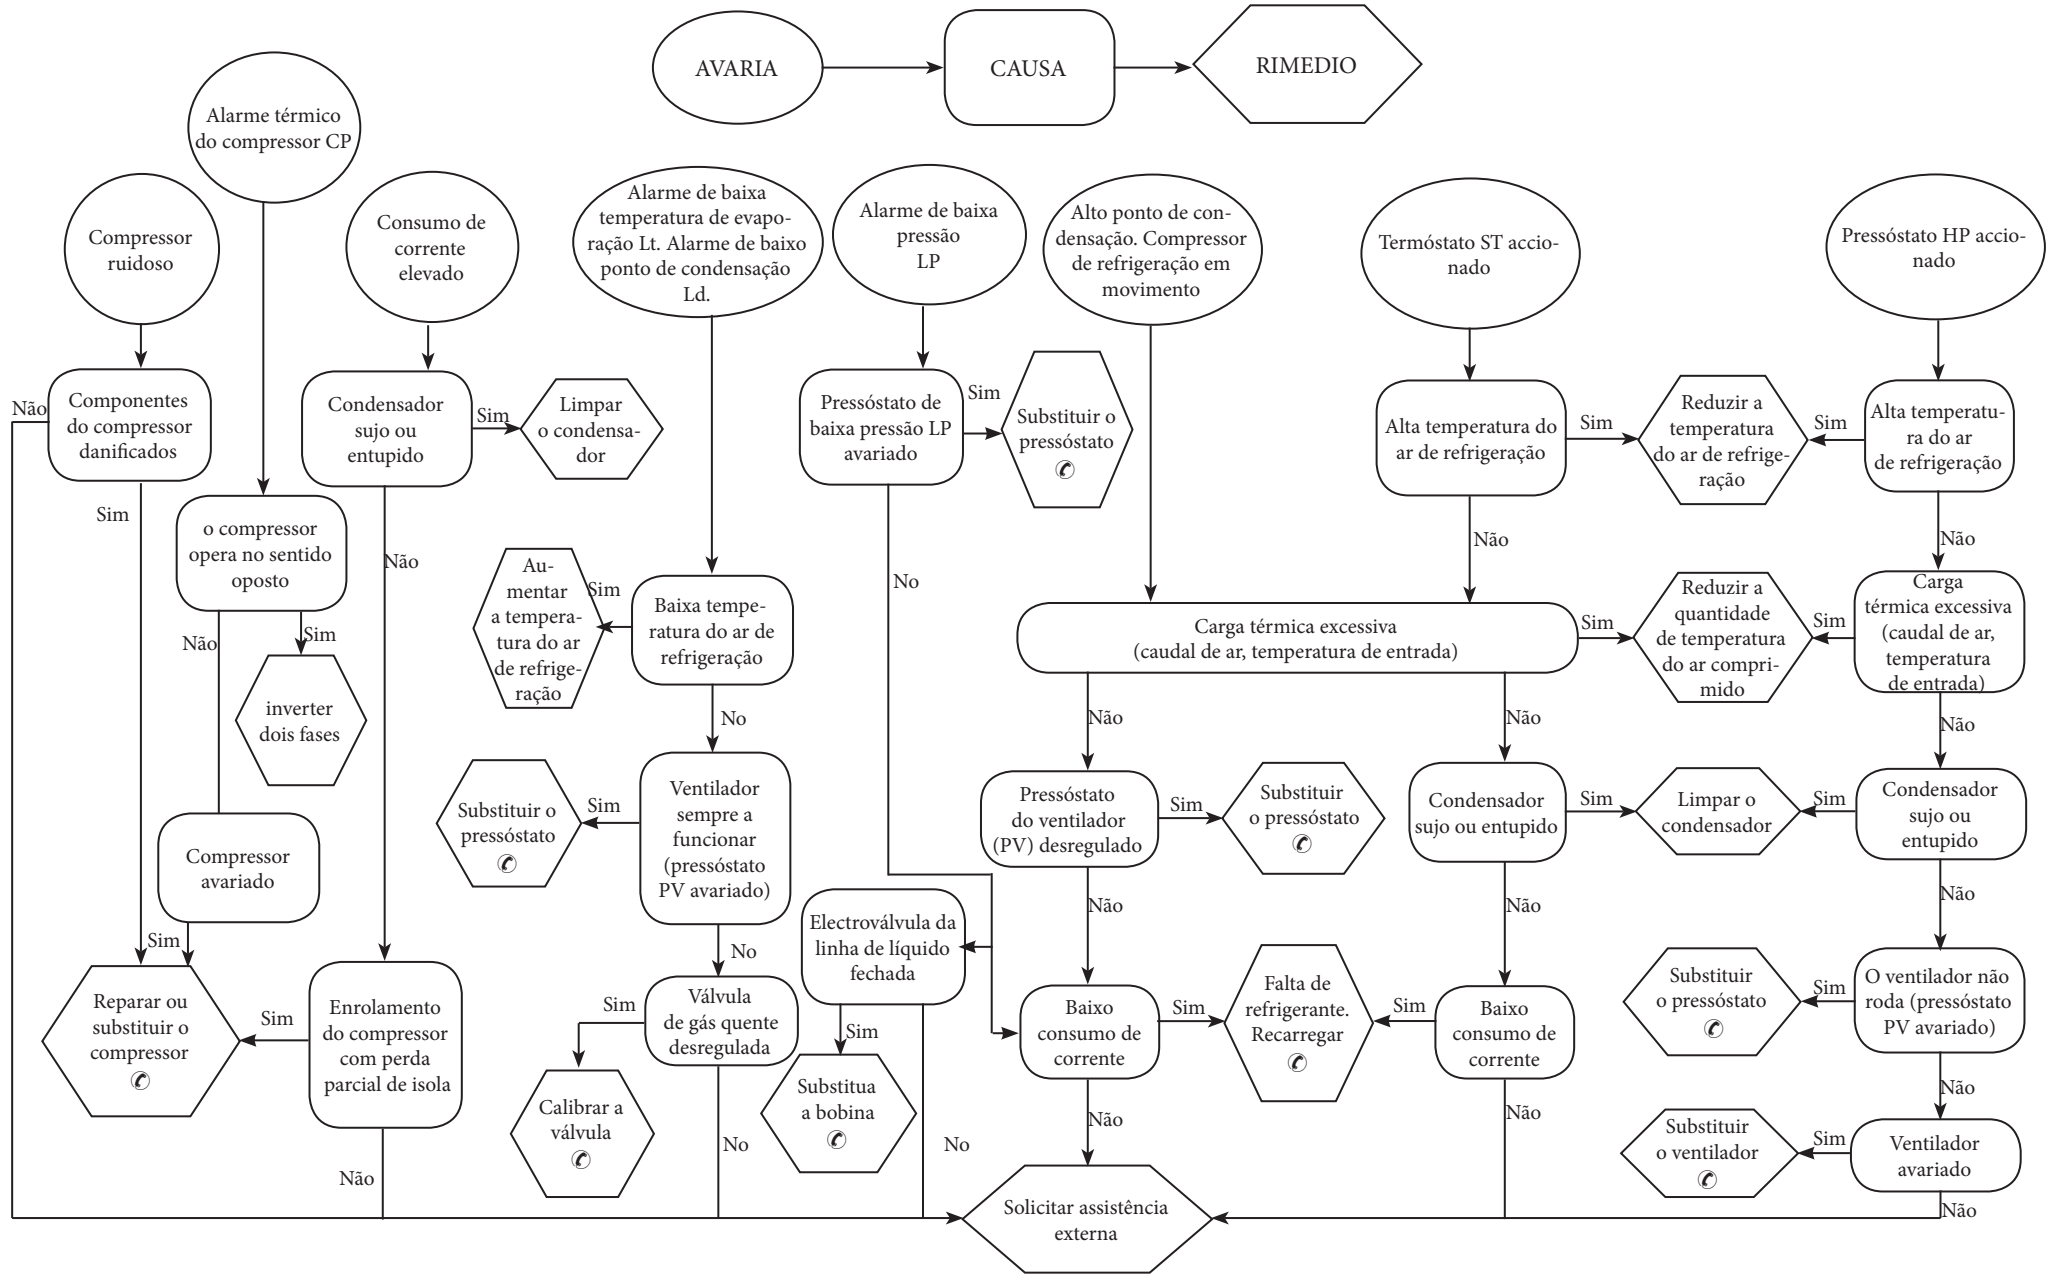 AVARIA
CAUSA
RIMEDIO
Alarme térmico
do compressor CP
Compressor
ruidoso
Consumo de
corrente
elevado
Alarme de baixa
temperatura de evapo-
ração Lt. Alarme de baixo
ponto de condensação
Ld.
Alarme de baixa
pressão
LP
Alto ponto de con-
densação. Compressor
de refrigeração em
movimento
Termóstato ST accio-
nado
Pressóstato HP accio-
nado
Não
Componentes
do compressor
danificados
Sim
Condensador
sujo ou
entupido
Sim
Limpar
o condensa-
dor
Pressóstato de
baixa pressão LP
avariado
Sim
Substituir o
pressóstato
✆
Alta temperatura do
ar de refrigeração
Sim
Reduzir a
temperatura
do ar de refrige-
ração
Sim
Alta temperatu-
ra do ar
de refrigeração
o compressor
opera no sentido
oposto
Não
Sim
Não
Au-
mentar
a tempera-
tura do ar
de refrige-
ração
Sim
Baixa tempe-
ratura do ar de
refrigeração
No
No
Não
Não
Carga térmica excessiva
(caudal de ar, temperatura de entrada)
Sim
Reduzir a
quantidade
de temperatura
do ar compri-
mido
Sim
Carga
térmica excessiva
(caudal de ar,
temperatura
de entrada)
inverter
dois fases
Não
Não
Não
Substituir o
pressóstato
✆
Sim
Ventilador
sempre a
funcionar
(pressóstato
PV avariado)
Pressóstato
do ventilador
(PV) desregulado
Sim
Substituir
o pressóstato
✆
Condensador
sujo ou entupido
Sim
Limpar o
condensador
Sim
Condensador
sujo ou
entupido
Compressor
avariado
Sim
No
Electroválvula da
linha de líquido
fechada
Não
Não
Não
Reparar ou
substituir o
compressor
✆
Sim
Enrolamento
do compressor
com perda
parcial de isola
Sim
Válvula
de gás quente
desregulada
Sim
Baixo
consumo de
corrente
Sim
Falta de
refrigerante.
Recarregar
✆
Sim
Baixo
consumo de
corrente
Substituir
o pressóstato
✆
Sim
O ventilador não
roda (pressóstato
PV avariado)
Calibrar a
válvula
✆
Substitua
a bobina
✆
Não
Não
Não
Não
No
No
Substituir
o ventilador
✆
Sim
Ventilador
avariado
Não
Solicitar assistência
externa